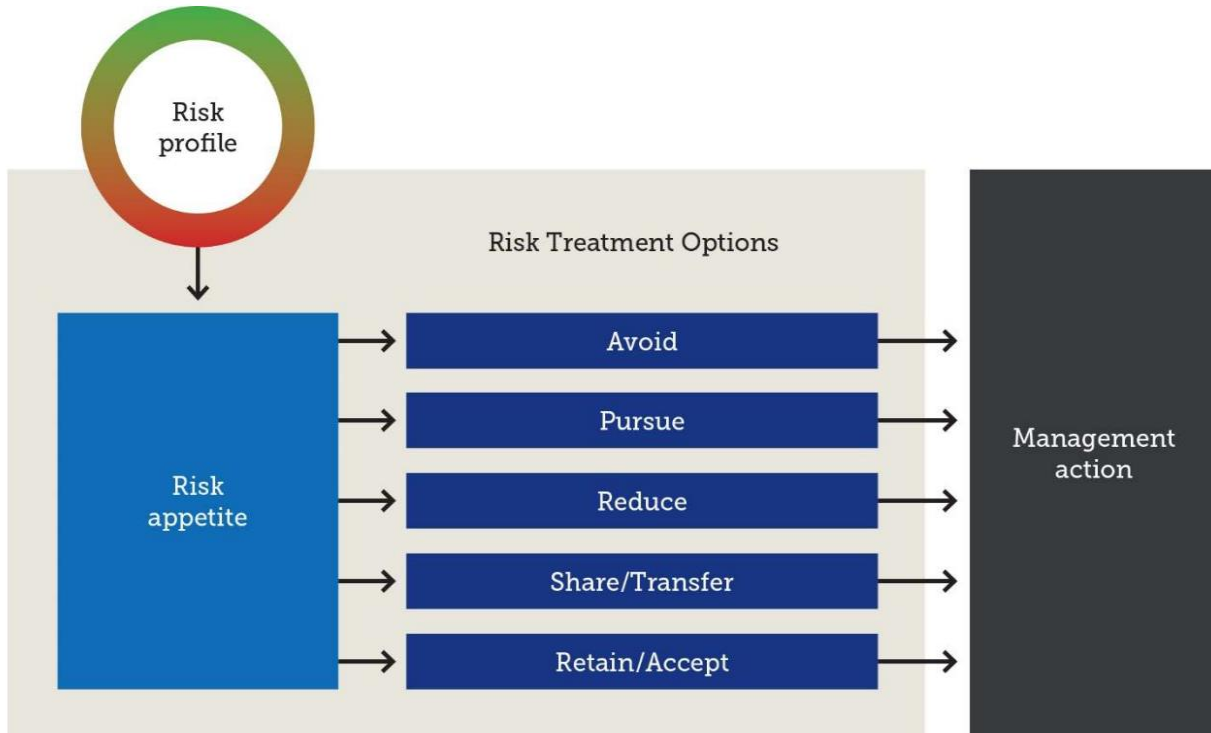 Risk
profile
Risk Treatment Options
Risk
appetite
Avoid
Pursue
Reduce
Share/Transfer
Retain/Accept
Management
action